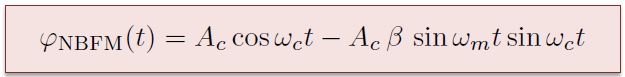 φ_NBFM(t) = A_c cos ω_c t − A_c β sin ω_m t sin ω_c t